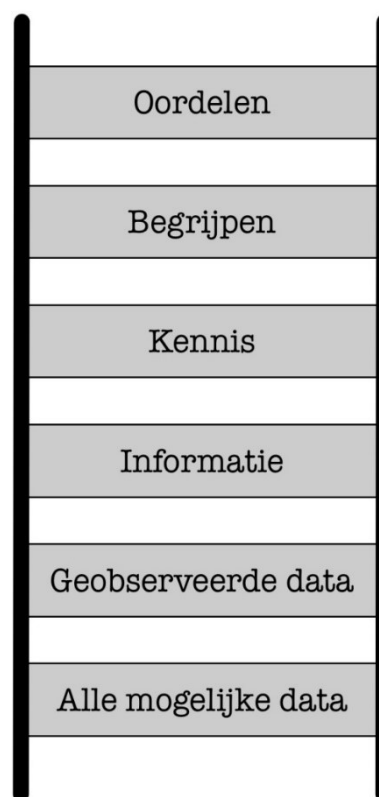 Oordelen
Begrijpen
Kennis
Informatie
Geobserveerde data
Alle mogelijke data